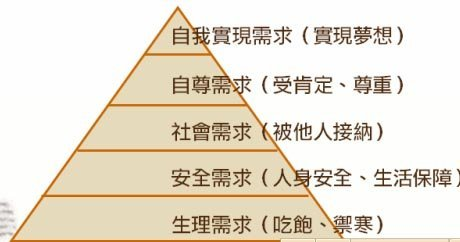 自我實現需求（實現夢想）
自尊需求（受肯定、尊重）
社會需求（被他人接納）
安全需求（人身安全、生活保障）
生理需求（吃飽、禦寒）